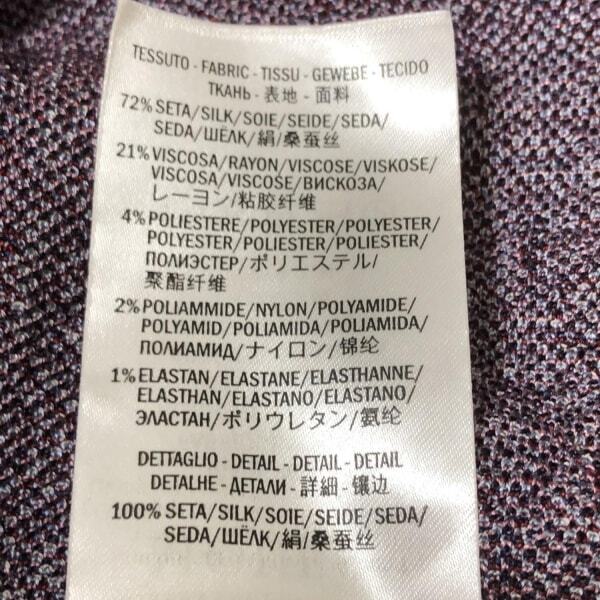 TESSUTO - FABRIC - TISSU - GEWEBE - TECIDO
ТКАНЬ - 表地 - 面料
72% SETA/SILK/SOIE/SEIDE/SEDA/
SEDA/ШЁЛК/絹/桑蚕丝
21% VISCOSA/RAYON/VISCOSE/VISKOSE/
VISCOSA/VISCOSE/ВИСКОЗА/
レーヨン/粘胶纤维
4% POLIESTERE/POLYESTER/POLYESTER/
POLYESTER/POLIESTER/POLIESTER/
ПОЛИЭСТЕР/ポリエステル/
聚酯纤维
2% POLIAMMIDE/NYLON/POLYAMIDE/
POLYAMID/POLIAMIDA/POLIAMIDA/
ПОЛИАМИД/ナイロン/锦纶
1% ELASTAN/ELASTANE/ELASTHANNE/
ELASTHAN/ELASTANO/ELASTANO/
ЭЛАСТАН/ポリウレタン/氨纶
DETTAGLIO - DETAIL - DETAIL - DETAIL
DETALHE - ДЕТАЛИ - 詳細 - 镶边
100% SETA/SILK/SOIE/SEIDE/SEDA/
SEDA/ШЁЛК/絹/桑蚕丝